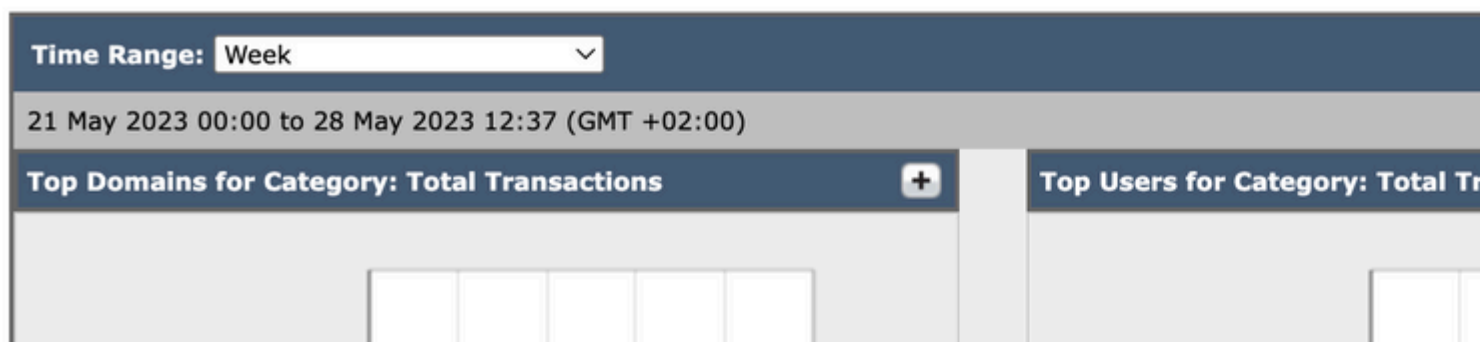 Time Range: Week
21 May 2023 00:00 to 28 May 2023 12:37 (GMT +02:00)
Top Domains for Category: Total Transactions
Top Users for Category: Total